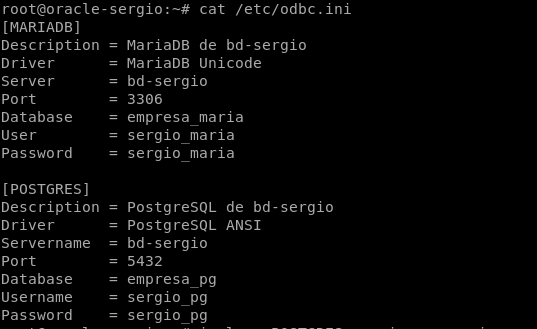 root@oracle-sergio:~# cat /etc/odbc.ini
[MARIADB]
Description = MariaDB de bd-sergio
Driver      = MariaDB Unicode
Server      = bd-sergio
Port        = 3306
Database    = empresa_maria
User        = sergio_maria
Password    = sergio_maria

[POSTGRES]
Description = PostgreSQL de bd-sergio
Driver      = PostgreSQL ANSI
Servername  = bd-sergio
Port        = 5432
Database    = empresa_pg
Username    = sergio_pg
Password    = sergio_pg